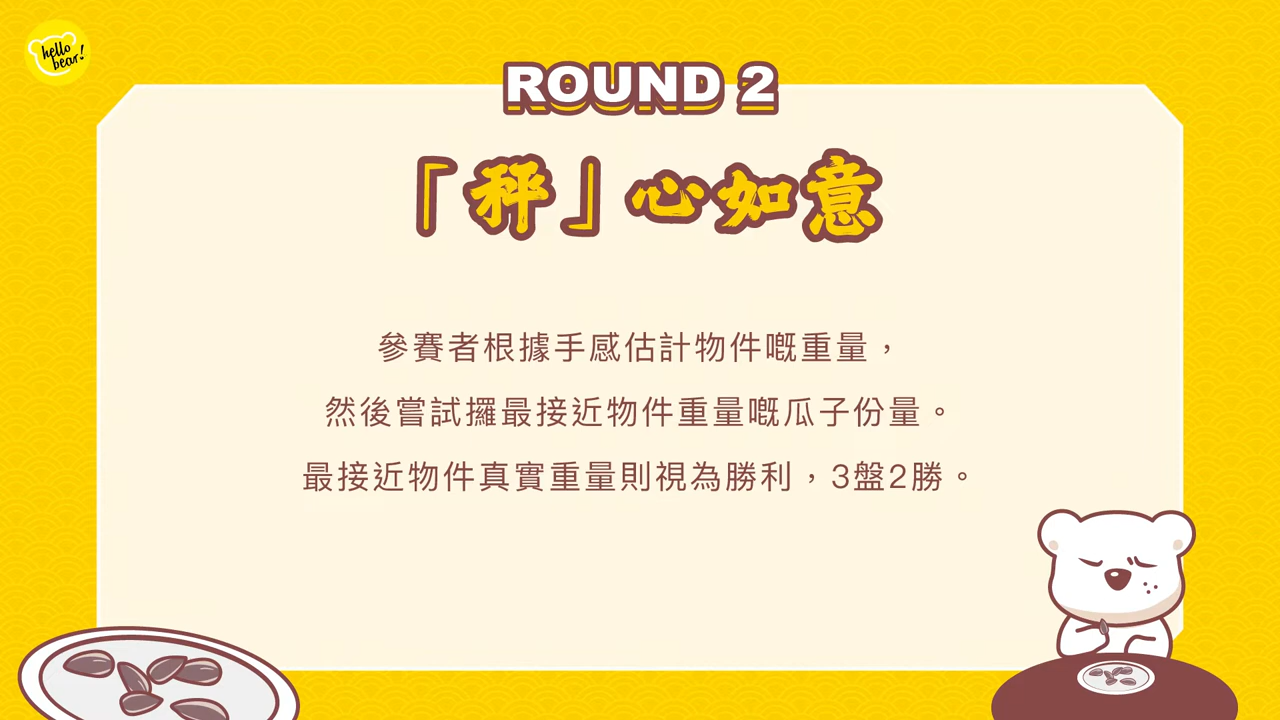 hello
bear!
ROUND 2
「秤」心如意
參賽者根據手感估計物件嘅重量，
然後嘗試攞最接近物件重量嘅瓜子份量。
最接近物件真實重量則視為勝利，3盤2勝。